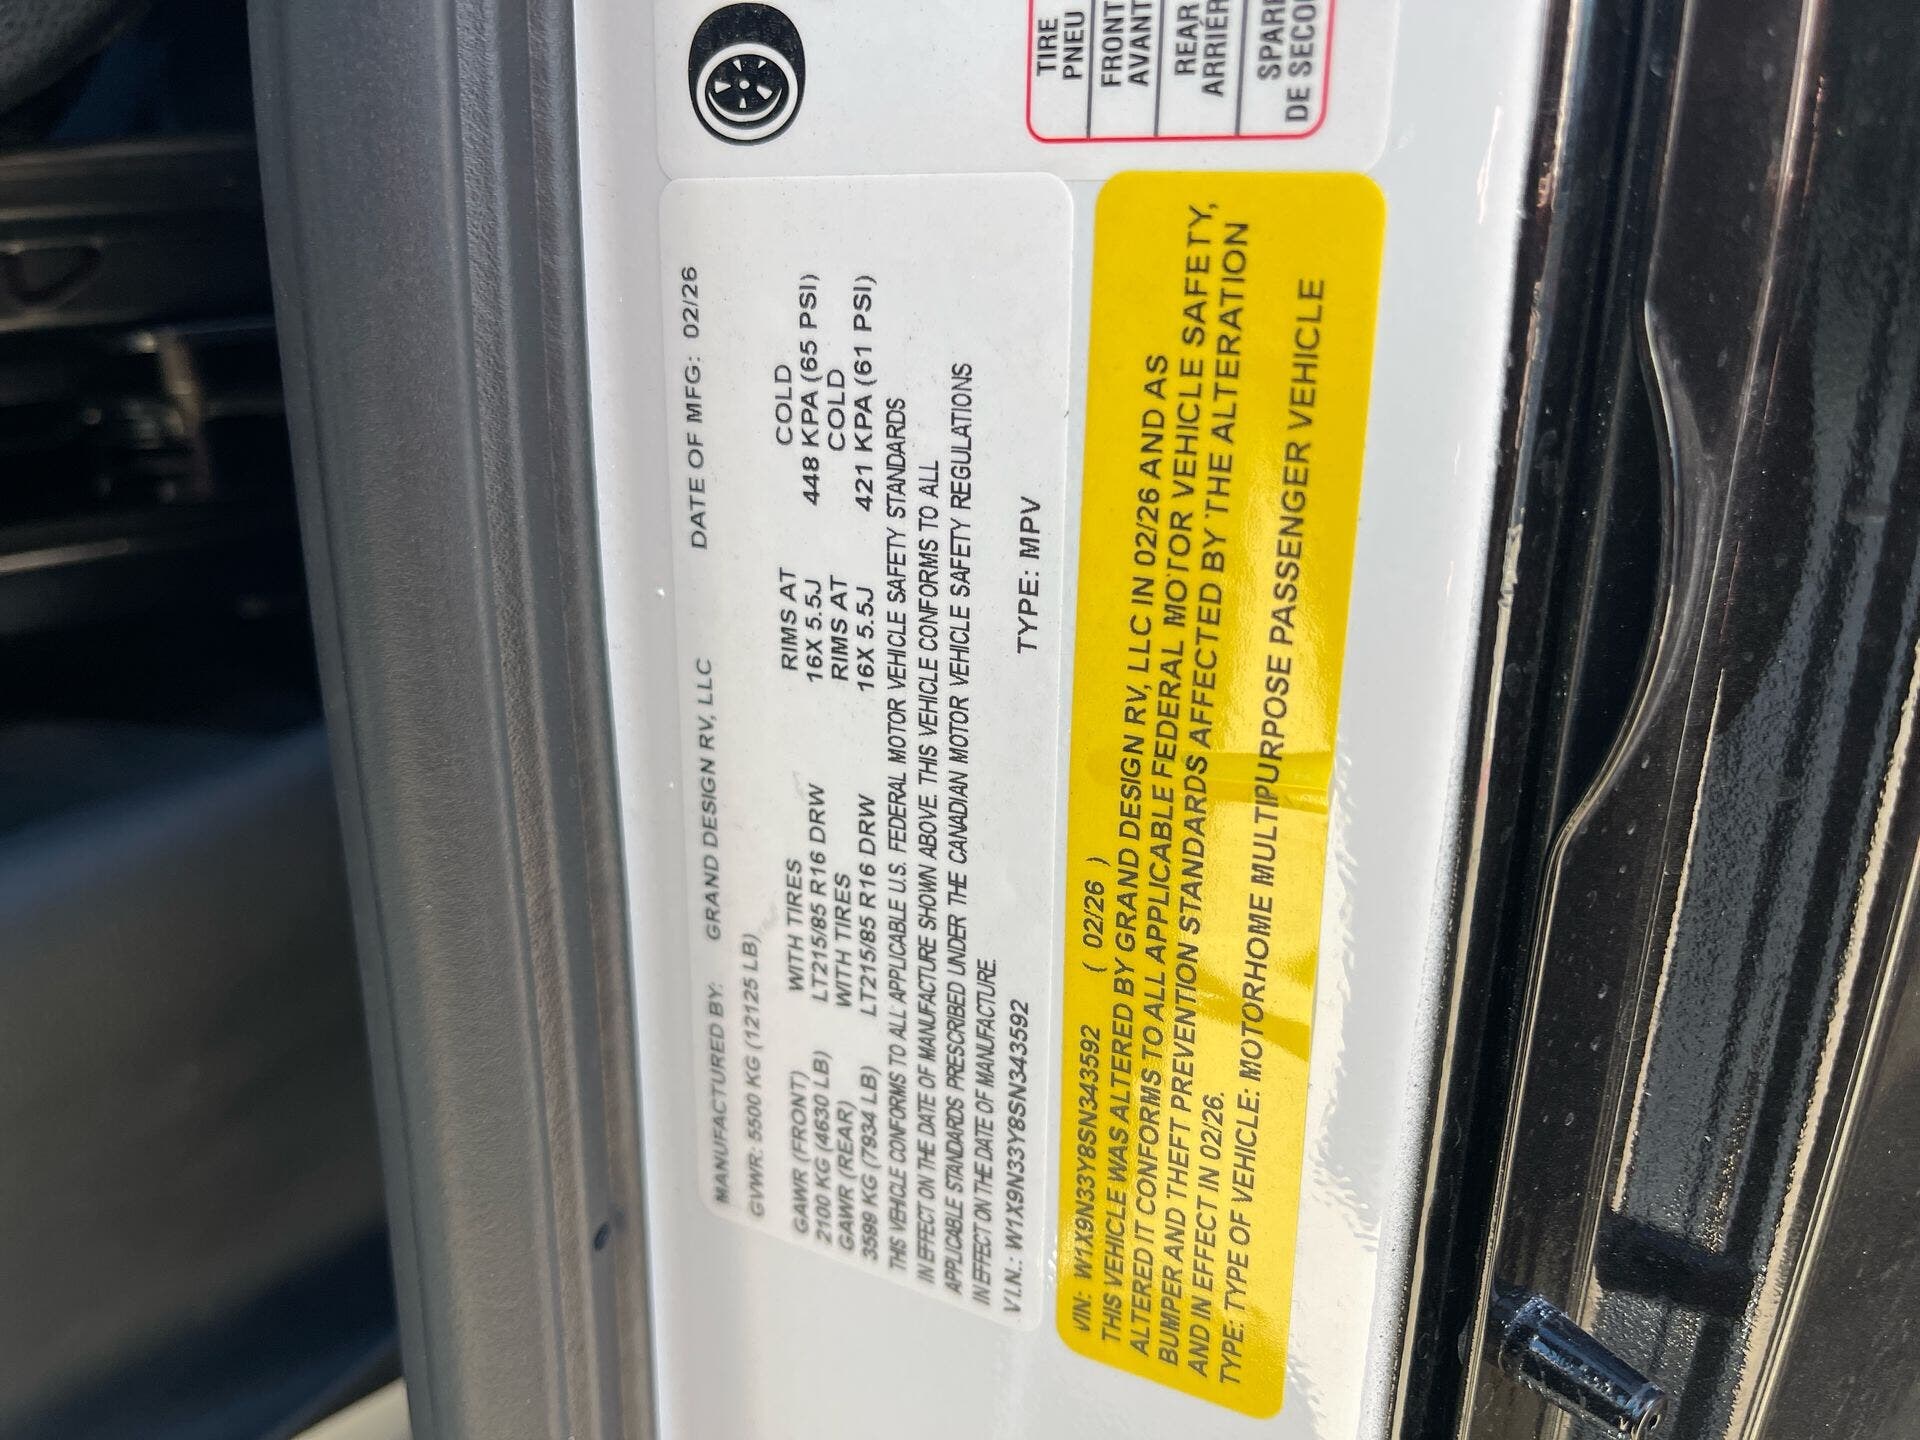 MANUFACTURED BY: GRAND DESIGN RV, LLC DATE OF MFG: 02/26
GVWR: 5500 KG (12125 LB)
GAWR (FRONT) WITH TIRES RIMS AT COLD
2100 KG (4630 LB) LT215/85 R16 DRW 16X 5.5J 448 KPA (65 PSI)
GAWR (REAR) WITH TIRES RIMS AT COLD
3599 KG (7934 LB) LT215/85 R16 DRW 16X 5.5J 421 KPA (61 PSI)
THIS VEHICLE CONFORMS TO ALL APPLICABLE U.S. FEDERAL MOTOR VEHICLE SAFETY STANDARDS
IN EFFECT ON THE DATE OF MANUFACTURE SHOWN ABOVE. THIS VEHICLE CONFORMS TO ALL
APPLICABLE STANDARDS PRESCRIBED UNDER THE CANADIAN MOTOR VEHICLE SAFETY REGULATIONS
IN EFFECT ON THE DATE OF MANUFACTURE.
V.I.N.: W1X9N33Y8SN343592 TYPE: MPV
VIN: W1X9N33Y8SN343592 ( 02/26 )
THIS VEHICLE WAS ALTERED BY GRAND DESIGN RV, LLC IN 02/26 AND AS
ALTERED IT CONFORMS TO ALL APPLICABLE FEDERAL MOTOR VEHICLE SAFETY,
BUMPER AND THEFT PREVENTION STANDARDS AFFECTED BY THE ALTERATION
AND IN EFFECT IN 02/26.
TYPE: TYPE OF VEHICLE: MOTORHOME MULTIPURPOSE PASSENGER VEHICLE
TIRE
PNEU
FRONT
AVANT
REAR